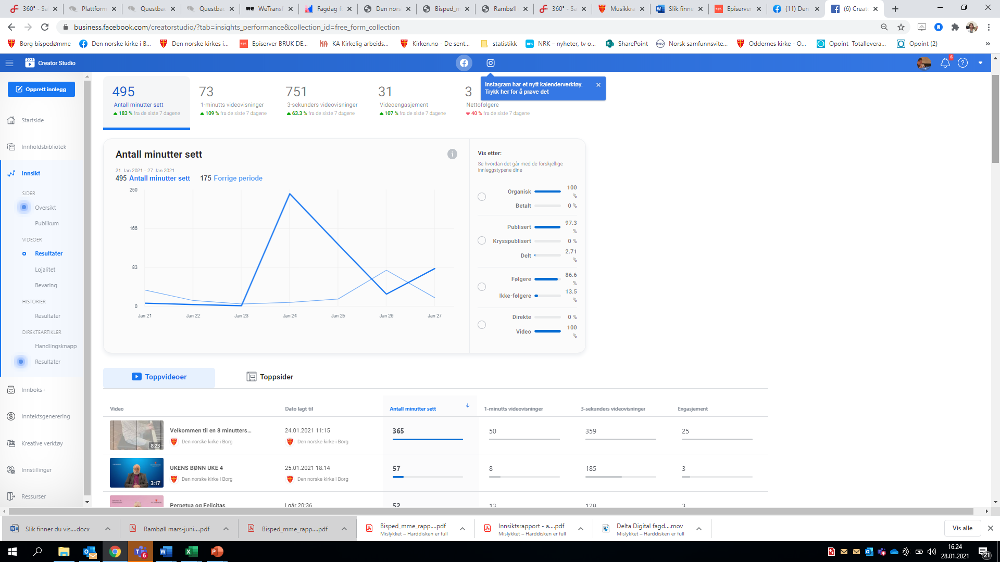 360° - Sa
Plattform
Questbac
Questbac
WeTransf
Fagdag fo
Den nors
Bisped_m
Rambøll
360° - Sa
Musikkra
Slik finne
Episerver
(11) Den
(6) Creat
business.facebook.com/creatorstudio/?tab=insights_performance&collection_id=free_form_collection
Borg bispedømme
Den norske kirke i B...
Den norske kirkes i...
Episerver BRUK DE...
KA Kirkelig arbeids...
Kirken.no - De sent...
statistikk
NRK – nyheter, tv o...
SharePoint
Norsk samfunnsvite...
Oddernes kirke - O...
Opoint Totallevera...
Opoint (2)
Creator Studio
6
Opprett innlegg
Startside
Innholdsbibliotek
Innsikt
SIDER
Oversikt
Publikum
VIDEOER
Resultater
Lojalitet
Bevaring
HISTORIER
Resultater
DIREKTEARTIKLER
Handlingsknapp
Resultater
Innboks+
Inntektsgenerering
Kreative verktøy
Innstillinger
Ressurser
495
Antall minutter sett
183 % fra de siste 7 dagene
73
1-minutts videovisninger
109 % fra de siste 7 dagene
751
3-sekunders videovisninger
63.3 % fra de siste 7 dagene
31
Videoengasjement
107 % fra de siste 7 dagene
3
Nettofølgere
40 % fra de siste 7 dagene
Instagram har et nytt kalenderverktøy.
Trykk her for å prøve det
Antall minutter sett
21. Jan 2021 - 27. Jan 2021
495 Antall minutter sett 175 Forrige periode
250
166
83
0
Jan 21 Jan 22 Jan 23 Jan 24 Jan 25 Jan 26 Jan 27
Vis etter:
Se hvordan det går med de forskjellige
innleggstypene dine
Organisk 100 %
Betalt 0 %
Publisert 97.3 %
Krysspublisert 0 %
Delt 2.71 %
Følgere 86.6 %
Ikke-følgere 13.5 %
Direkte 0 %
Video 100 %
Toppvideoer
Toppsider
Video Dato lagt til Antall minutter sett 1-minutts videovisninger 3-sekunders videovisninger Engasjement
8:23
Velkommen til en 8 minutters... 24.01.2021 11:15 365 50 359 25
Den norske kirke i Borg Den norske kirke i Borg
3:17
UKENS BØNN UKE 4 25.01.2021 18:14 57 8 185 3
Den norske kirke i Borg Den norske kirke i Borg
Perpetua og Felicitas I går 20:36 52 13 128 3
Slik finner du vis....docx
Rambøll mars-juni....pdf
Bisped_mme_rapp....pdf
Bisped_mme_rapp....pdf
Mislykket – Harddisken er full
Innsiktsrapport - a....pdf
Mislykket – Harddisken er full
Delta Digital fagd....mov
Mislykket – Harddisken er full
Vis alle
6
16.24
28.01.2021
21